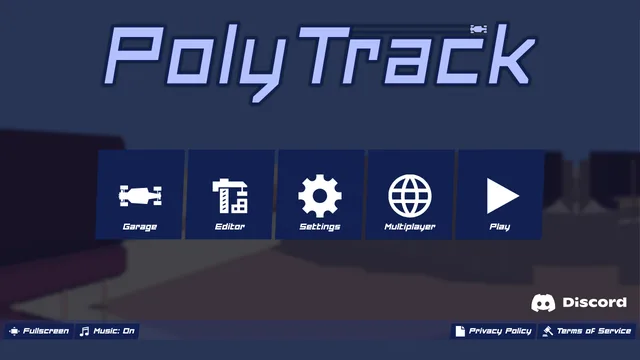 PolyTrack
Garage
Editor
Settings
Multiplayer
Play
Discord
Fullscreen
Music: On
Privacy Policy
Terms of Service